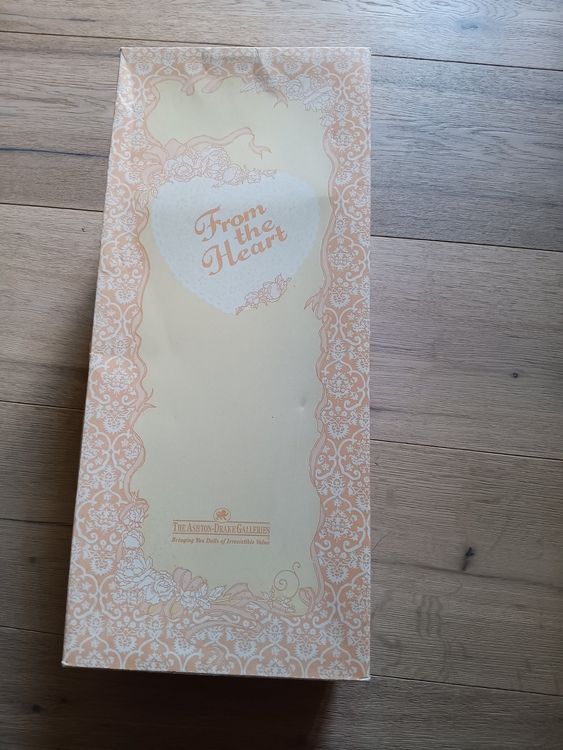 From
the
Heart
THE ASHTON-DRAKE GALLERIES
Bringing You Dolls of Irresistible Value